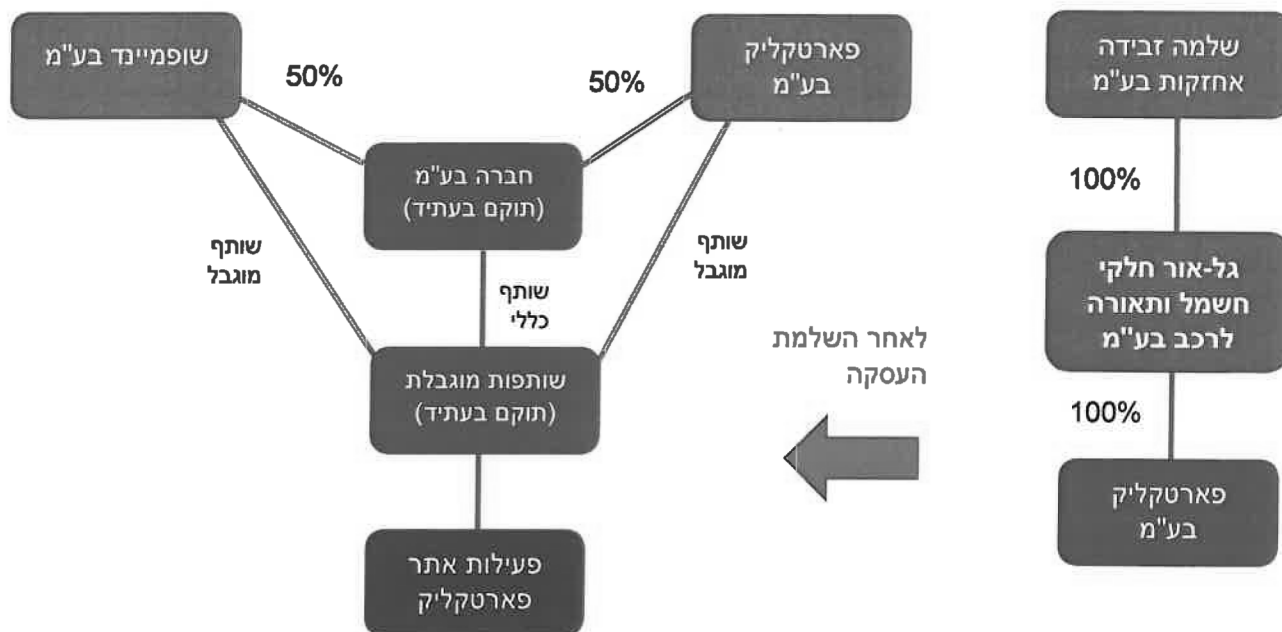 שלמה זבידה
אחזקות בע"מ
100%
גל-אור חלקי
חשמל ותאורה
לרכב בע"מ
100%
פארטקליק
בע"מ
לאחר השלמת
העסקה
פארטקליק
בע"מ
50%
שופמיינד בע"מ
50%
חברה בע"מ
(תוקם בעתיד)
שותף
מוגבל
שותף
כללי
שותף
מוגבל
שותפות מוגבלת
(תוקם בעתיד)
פעילות אתר
פארטקליק